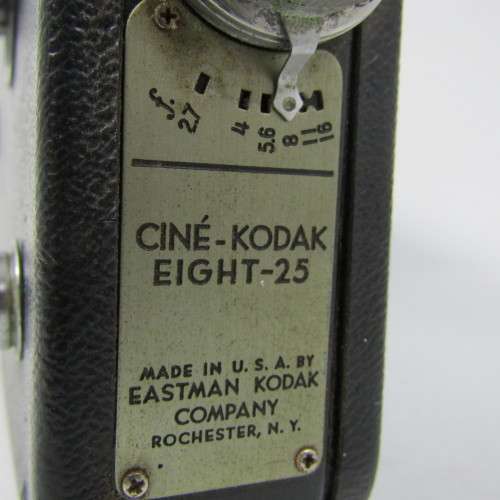 f. 2.7 4 5.6 8 11 16
CINÉ-KODAK
EIGHT-25
MADE IN U. S. A. BY
EASTMAN KODAK
COMPANY
ROCHESTER, N. Y.